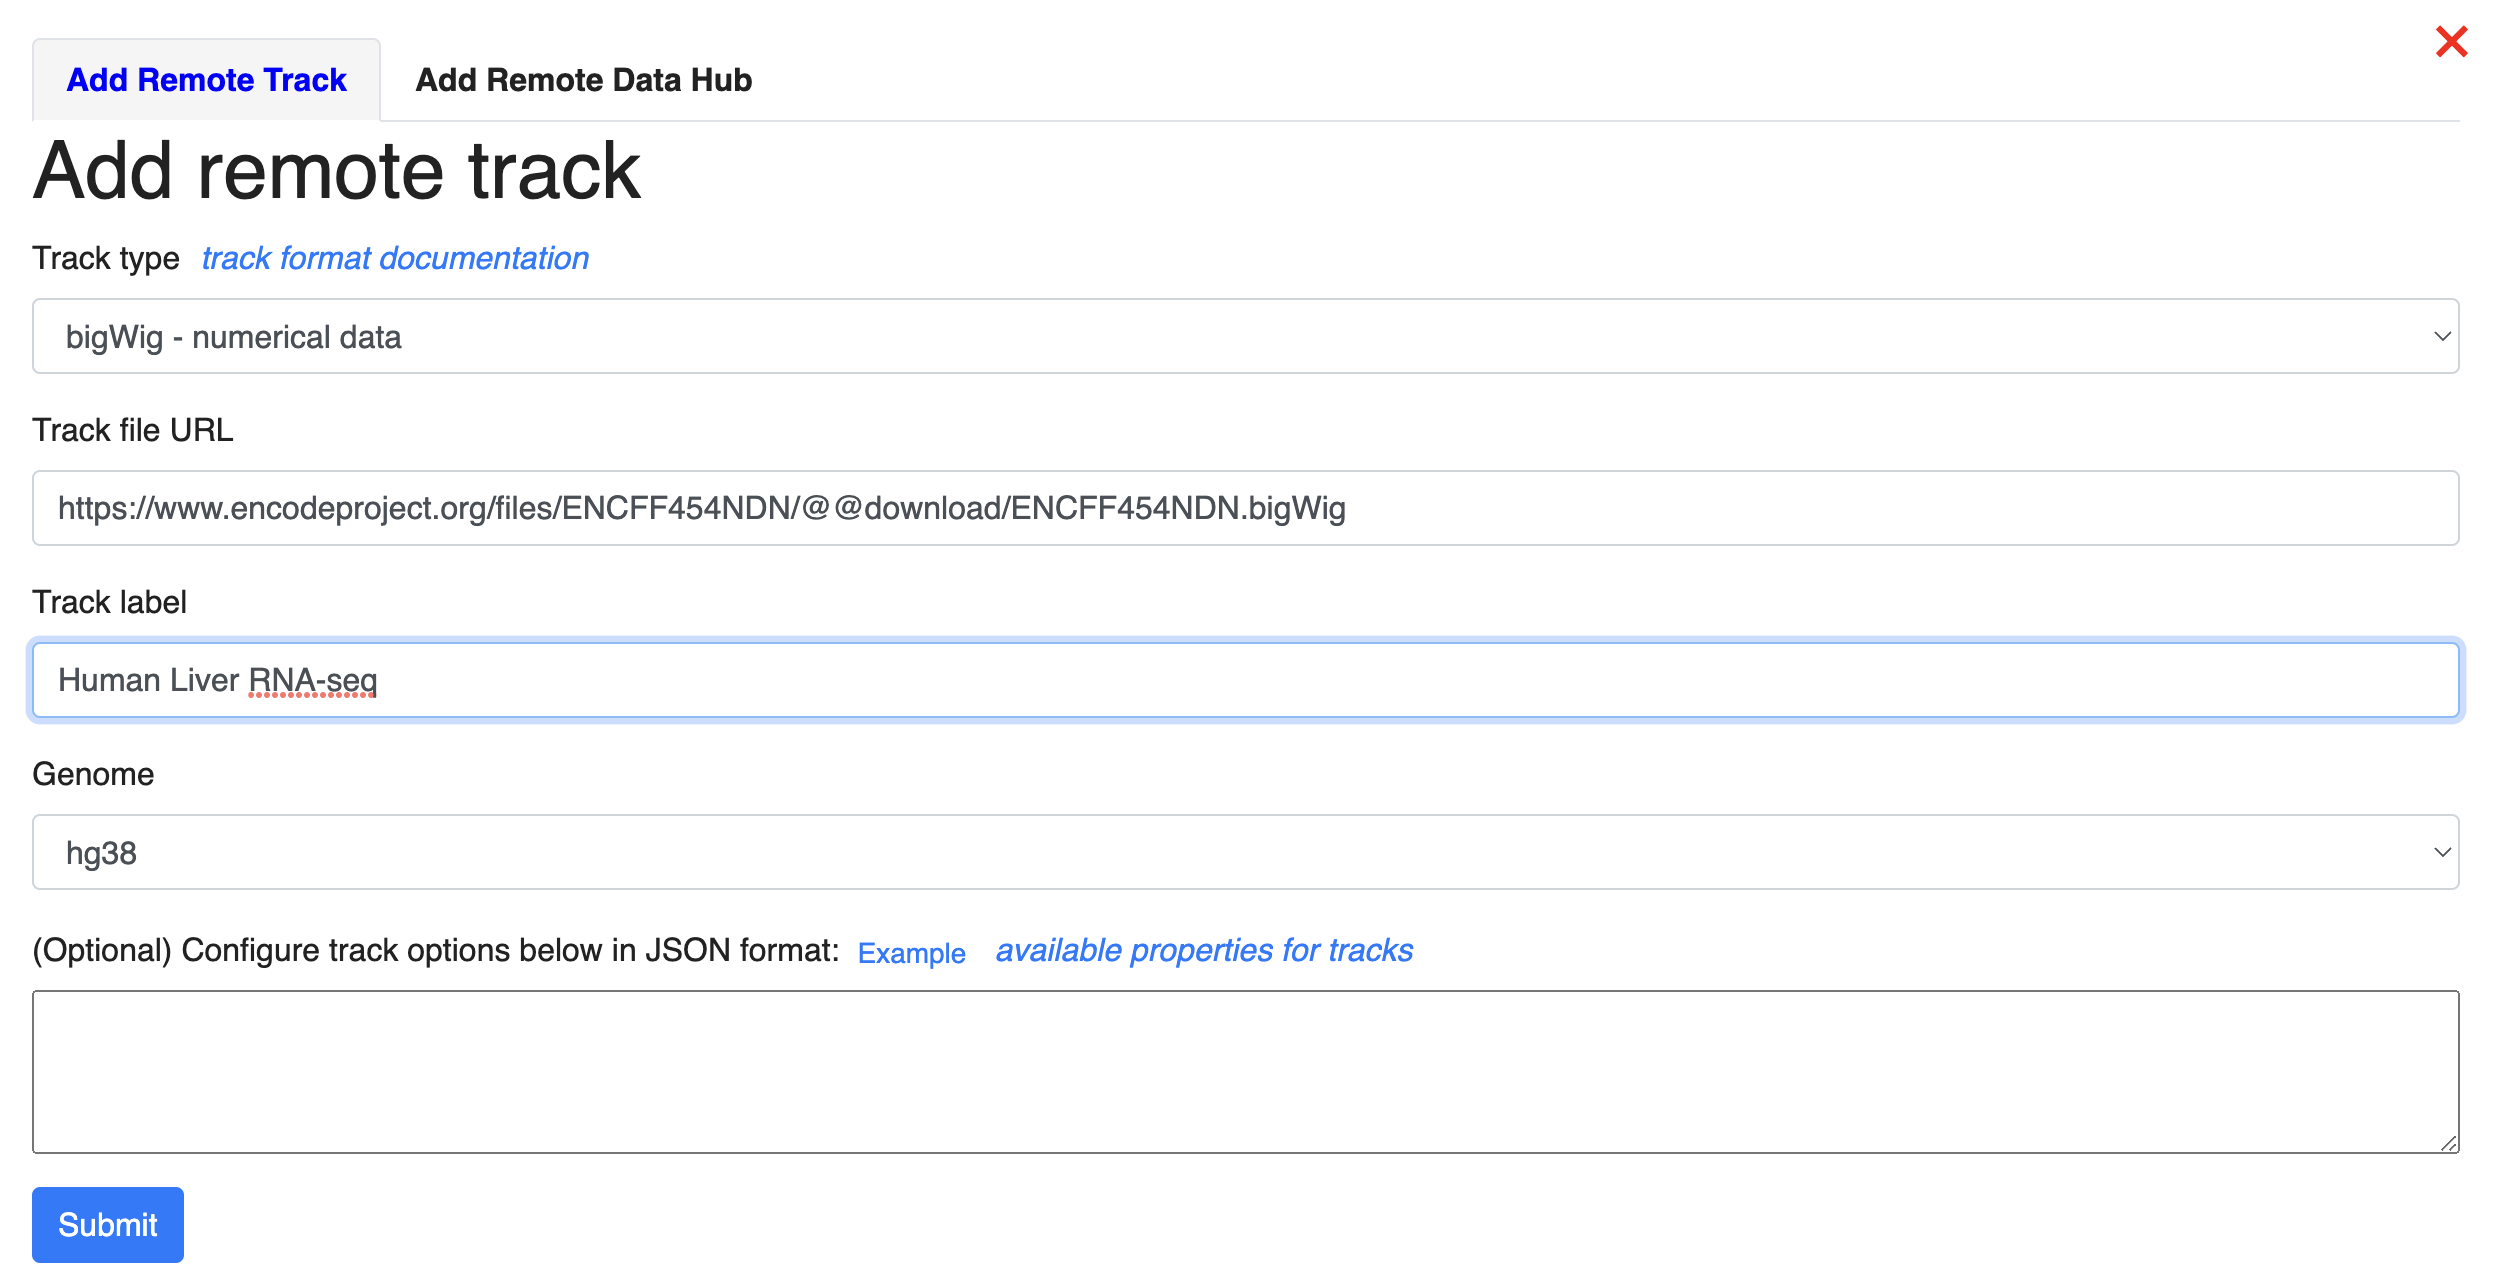 Add Remote Track Add Remote Data Hub
Add remote track
Track type track format documentation
bigWig - numerical data
Track file URL
https://www.encodeproject.org/files/ENCFF454NDN/@@download/ENCFF454NDN.bigWig
Track label
Human Liver RNA-seq
Genome
hg38
(Optional) Configure track options below in JSON format: Example available properties for tracks
Submit